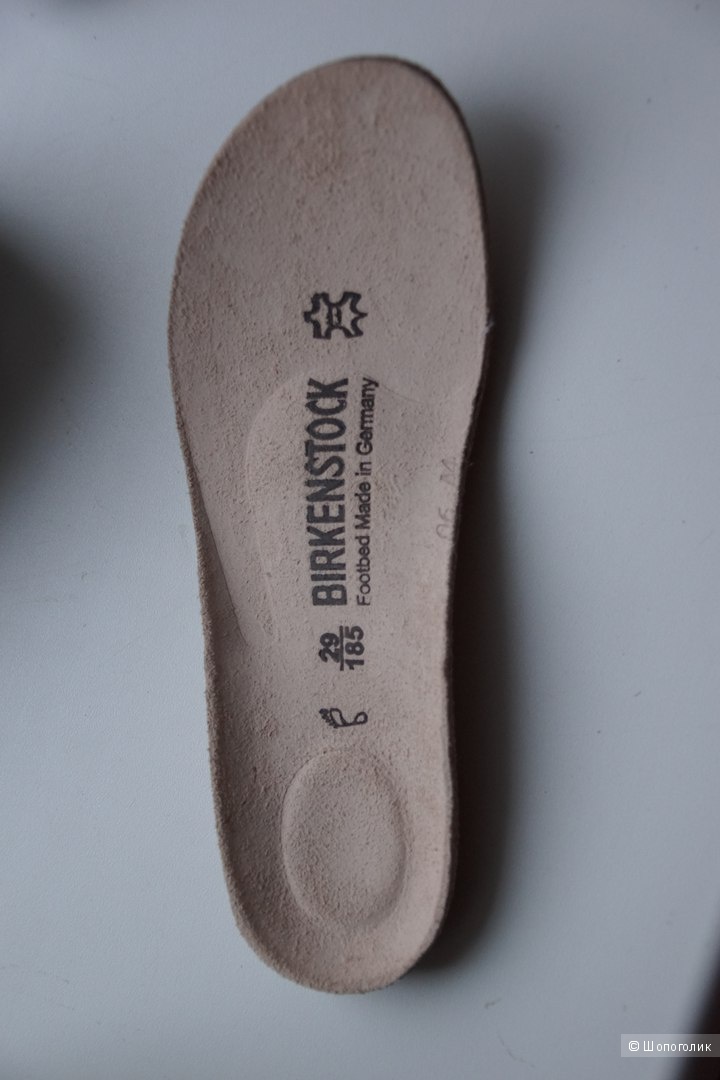 BIRKENSTOCK
Footbed Made in Germany
29
185
© Шопоголик